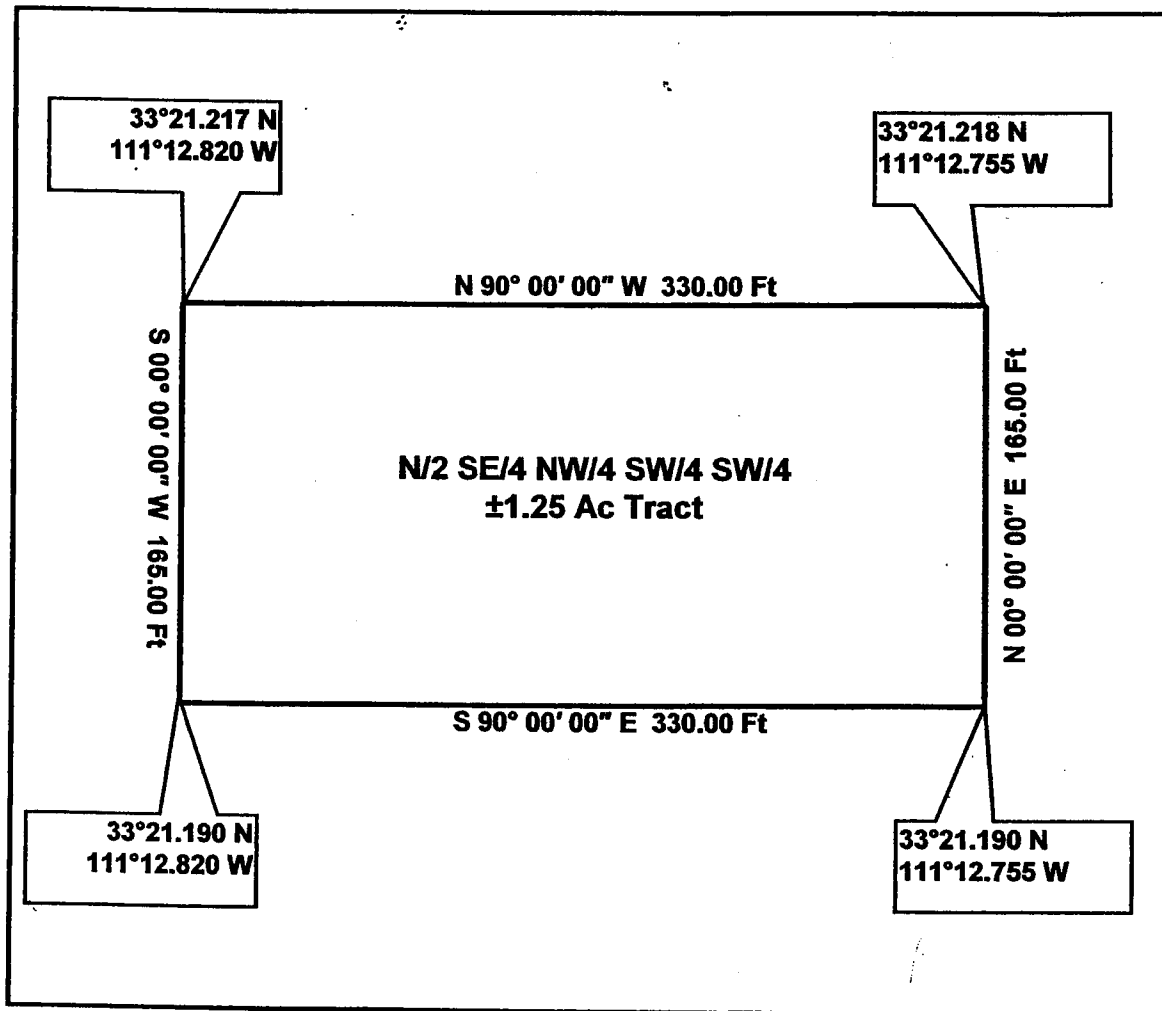 33°21.217 N
111°12.820 W
33°21.218 N
111°12.755 W
N 90° 00' 00" W 330.00 Ft
S 00° 00' 00" W 165.00 Ft
N/2 SE/4 NW/4 SW/4 SW/4
±1.25 Ac Tract
N 00° 00' 00" E 165.00 Ft
S 90° 00' 00" E 330.00 Ft
33°21.190 N
111°12.820 W
33°21.190 N
111°12.755 W